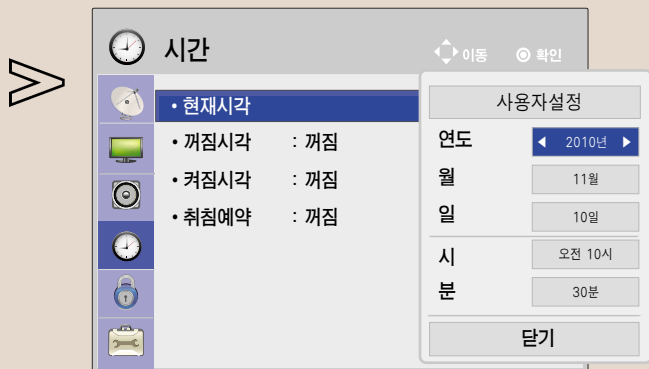 시간
이동 확인
• 현재시각
• 꺼짐시각 : 꺼짐
• 켜짐시각 : 꺼짐
• 취침예약 : 꺼짐
사용자설정
연도 ◀ 2010년 ▶
월 11월
일 10일
시 오전 10시
분 30분
닫기